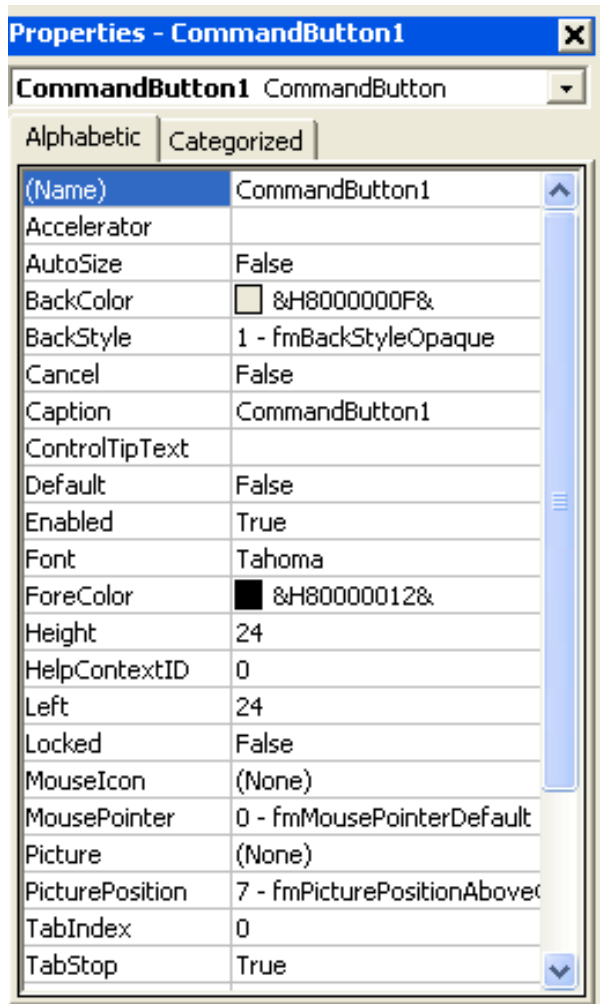 Properties - CommandButton1
CommandButton1 CommandButton
Alphabetic Categorized
(Name) CommandButton1
Accelerator
AutoSize False
BackColor &H8000000F&
BackStyle 1 - fmBackStyleOpaque
Cancel False
Caption CommandButton1
ControlTipText
Default False
Enabled True
Font Tahoma
ForeColor &H80000012&
Height 24
HelpContextID 0
Left 24
Locked False
MouseIcon (None)
MousePointer 0 - fmMousePointerDefault
Picture (None)
PicturePosition 7 - fmPicturePositionAbove
TabIndex 0
TabStop True